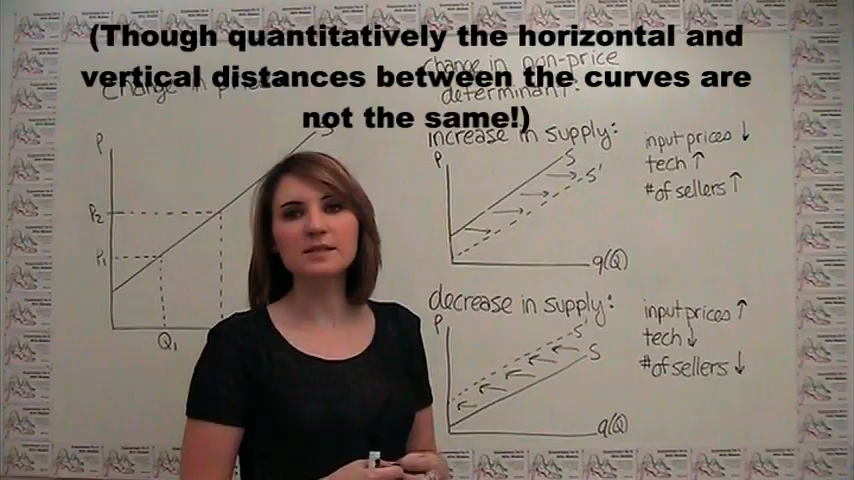 (Though quantitatively the horizontal and
vertical distances between the curves are
not the same!)
Change in price
change in non-price
determinant:
P
S
P2
P1
Q1
increase in supply:
P
S
S'
q(Q)
input prices ↓
tech ↑
# of sellers ↑
decrease in supply:
P
S'
S
q(Q)
input prices ↑
tech ↓
# of sellers ↓